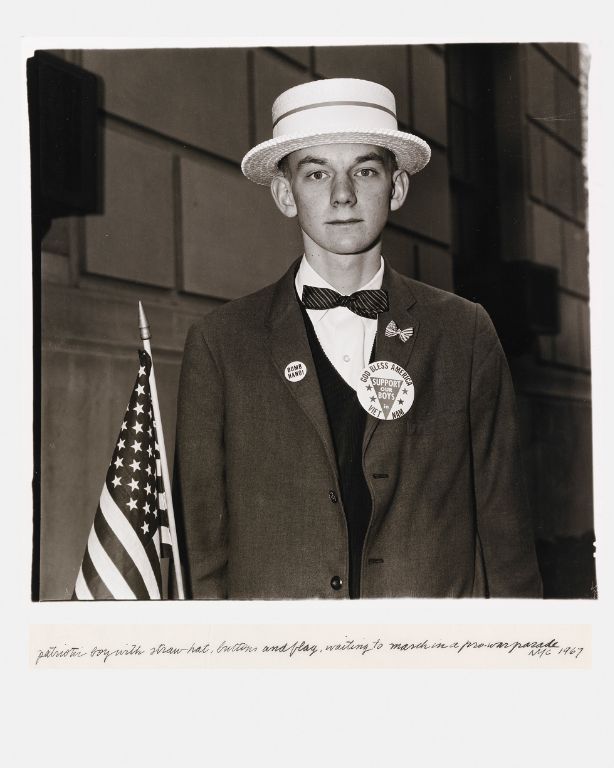 BOMB
HANOI
GOD BLESS AMERICA
SUPPORT
OUR
BOYS
in
VIET NAM
patriotic boy with straw hat, buttons and flag, waiting to march in a pro-war parade
NYC 1967